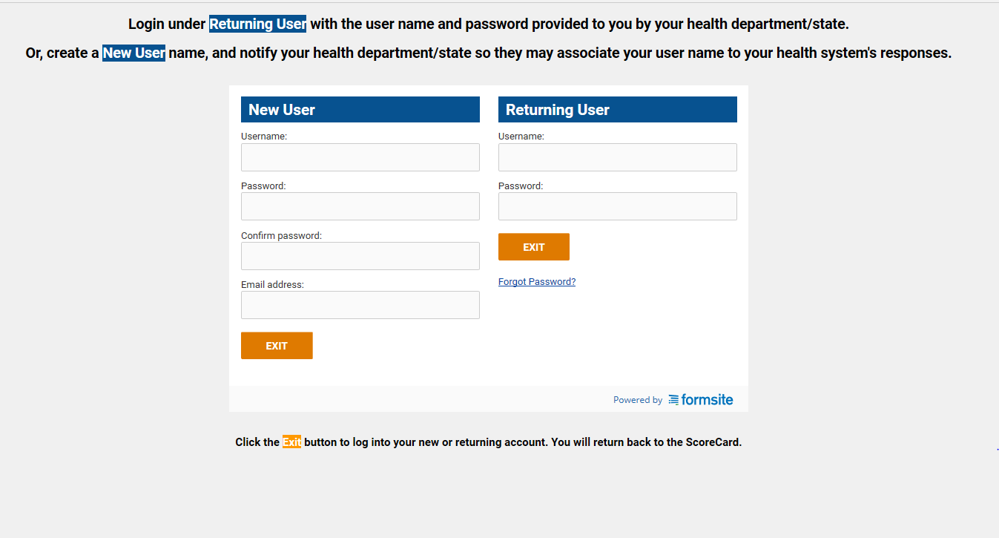 Login under Returning User with the user name and password provided to you by your health department/state.
Or, create a New User name, and notify your health department/state so they may associate your user name to your health system's responses.
New User
Username:
Password:
Confirm password:
Email address:
EXIT
Returning User
Username:
Password:
EXIT
Forgot Password?
Powered by formsite
Click the Exit button to log into your new or returning account. You will return back to the ScoreCard.